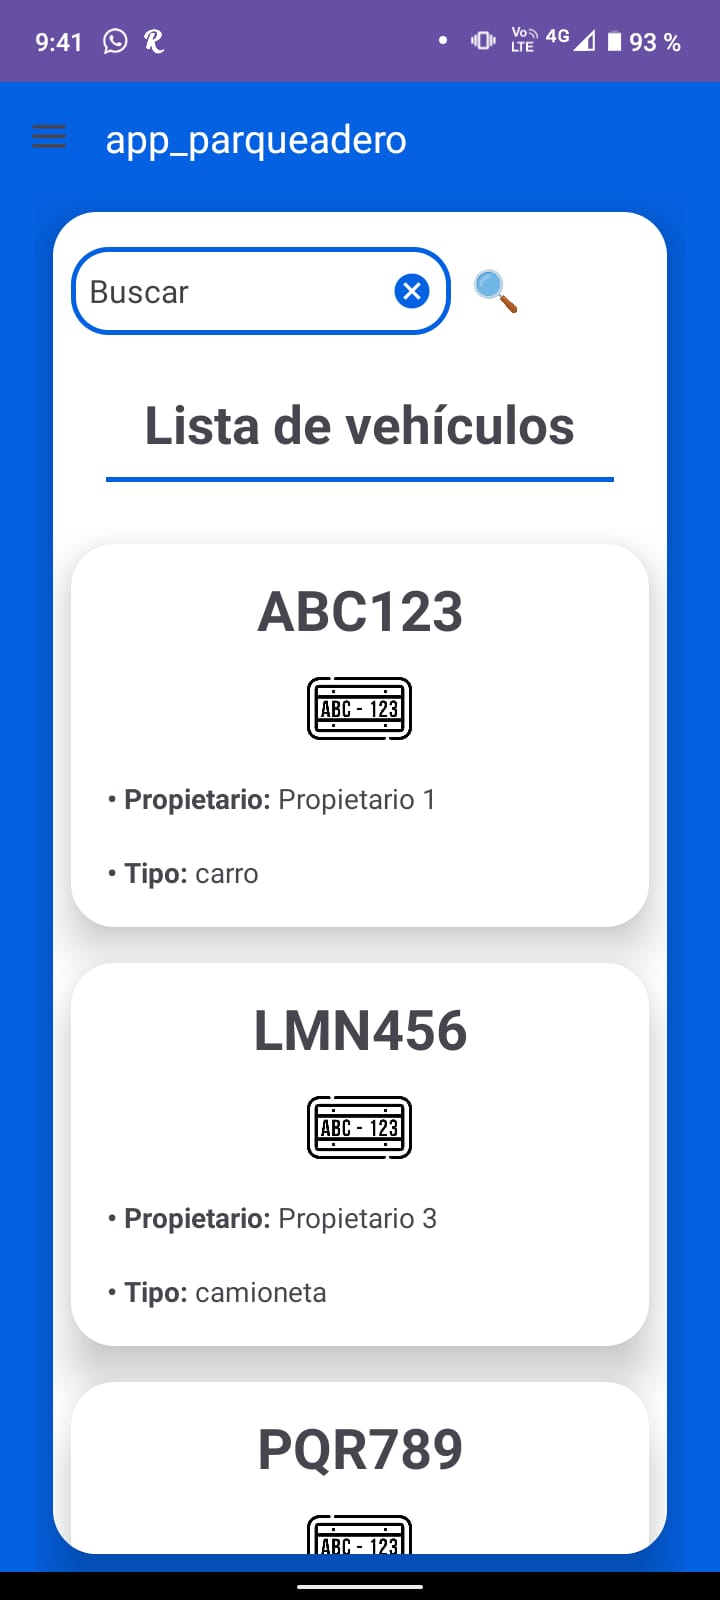 9:41 Vo LTE 4G 93 %
app_parqueadero
Buscar
Lista de vehículos
ABC123
ABC - 123
• Propietario: Propietario 1
• Tipo: carro
LMN456
ABC - 123
• Propietario: Propietario 3
• Tipo: camioneta
PQR789
ABC - 123